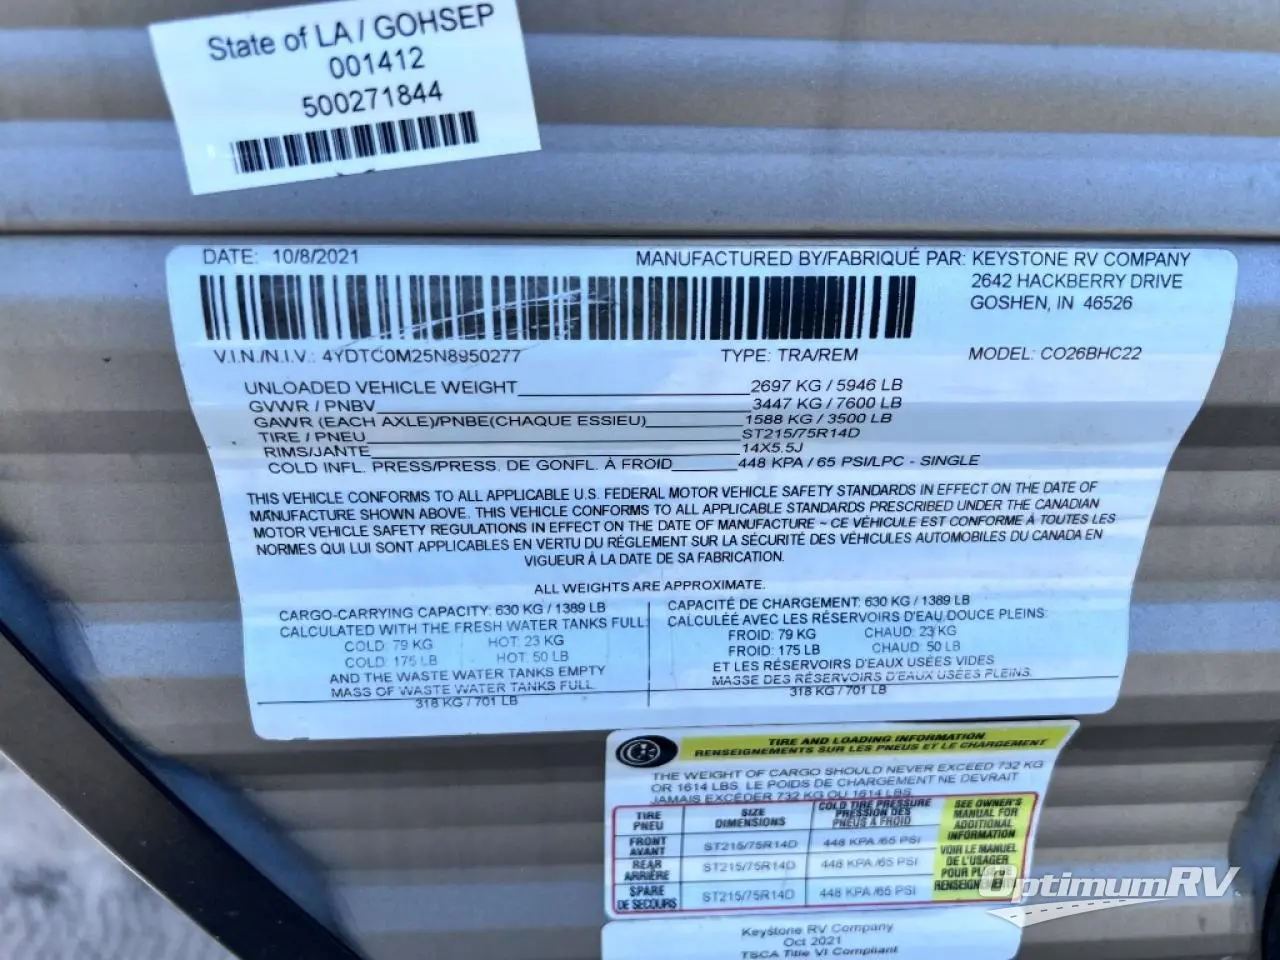 State of LA / GOHSEP
001412
500271844
DATE: 10/8/2021
MANUFACTURED BY/FABRIQUÉ PAR: KEYSTONE RV COMPANY
2642 HACKBERRY DRIVE
GOSHEN, IN 46526
V.I.N./N.I.V.: 4YDTC0M25N8950277 TYPE: TRA/REM MODEL: CO26BHC22
UNLOADED VEHICLE WEIGHT 2697 KG / 5946 LB
GVWR / PNBV 3447 KG / 7600 LB
GAWR (EACH AXLE)/PNBE(CHAQUE ESSIEU) 1588 KG / 3500 LB
TIRE / PNEU ST215/75R14D
RIMS/JANTE 14X5.5J
COLD INFL. PRESS/PRESS. DE GONFL. À FROID 448 KPA / 65 PSI/LPC - SINGLE
THIS VEHICLE CONFORMS TO ALL APPLICABLE U.S. FEDERAL MOTOR VEHICLE SAFETY STANDARDS IN EFFECT ON THE DATE OF
MANUFACTURE SHOWN ABOVE. THIS VEHICLE CONFORMS TO ALL APPLICABLE STANDARDS PRESCRIBED UNDER THE CANADIAN
MOTOR VEHICLE SAFETY REGULATIONS IN EFFECT ON THE DATE OF MANUFACTURE ~ CE VÉHICULE EST CONFORME À TOUTES LES
NORMES QUI LUI SONT APPLICABLES EN VERTU DU RÉGLEMENT SUR LA SÉCURITÉ DES VÉHICULES AUTOMOBILES DU CANADA EN
VIGUEUR À LA DATE DE SA FABRICATION.
ALL WEIGHTS ARE APPROXIMATE.
CARGO-CARRYING CAPACITY: 630 KG / 1389 LB
CALCULATED WITH THE FRESH WATER TANKS FULL:
COLD: 79 KG HOT: 23 KG
COLD: 175 LB HOT: 50 LB
AND THE WASTE WATER TANKS EMPTY
MASS OF WASTE WATER TANKS FULL
318 KG / 701 LB
CAPACITÉ DE CHARGEMENT: 630 KG / 1389 LB
CALCULÉE AVEC LES RÉSERVOIRS D'EAU DOUCE PLEINS:
FROID: 79 KG CHAUD: 23 KG
FROID: 175 LB CHAUD: 50 LB
ET LES RÉSERVOIRS D'EAUX USÉES VIDES
MASSE DES RÉSERVOIRS D'EAUX USÉES PLEINS.
318 KG / 701 LB
TIRE AND LOADING INFORMATION
RENSEIGNEMENTS SUR LES PNEUS ET LE CHARGEMENT
THE WEIGHT OF CARGO SHOULD NEVER EXCEED 732 KG
OR 1614 LBS. LE POIDS DE CHARGEMENT NE DEVRAIT
JAMAIS EXCÉDER 732 KG OU 1614 LBS.
TIRE SIZE COLD TIRE PRESSURE
PNEU DIMENSIONS PRESSION DES
PNEUS A FROID
FRONT
AVANT ST215/75R14D 448 KPA /65 PSI
REAR
ARRIÈRE ST215/75R14D 448 KPA /65 PSI
SPARE
DE SECOURS ST215/75R14D 448 KPA /65 PSI
SEE OWNER'S
MANUAL FOR
ADDITIONAL
INFORMATION
VOIR LE MANUEL
DE L'USAGER
POUR PLUS DE
Keystone RV Company
Oct 2021
TSCA Title VI Compliant
OptimumRV